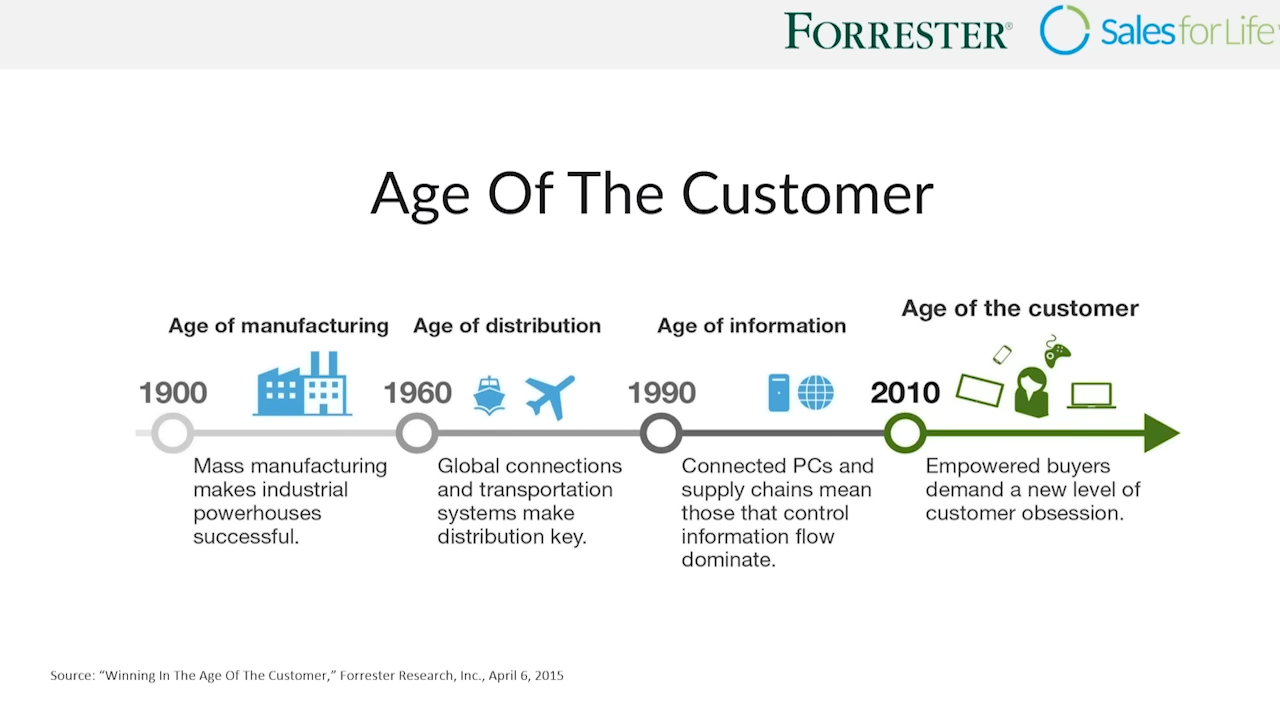 FORRESTER®
Sales for Life
Age Of The Customer
Age of manufacturing
Age of distribution
Age of information
Age of the customer
1900
1960
1990
2010
Mass manufacturing
makes industrial
powerhouses
successful.
Global connections
and transportation
systems make
distribution key.
Connected PCs and
supply chains mean
those that control
information flow
dominate.
Empowered buyers
demand a new level of
customer obsession.
Source: “Winning In The Age Of The Customer,” Forrester Research, Inc., April 6, 2015